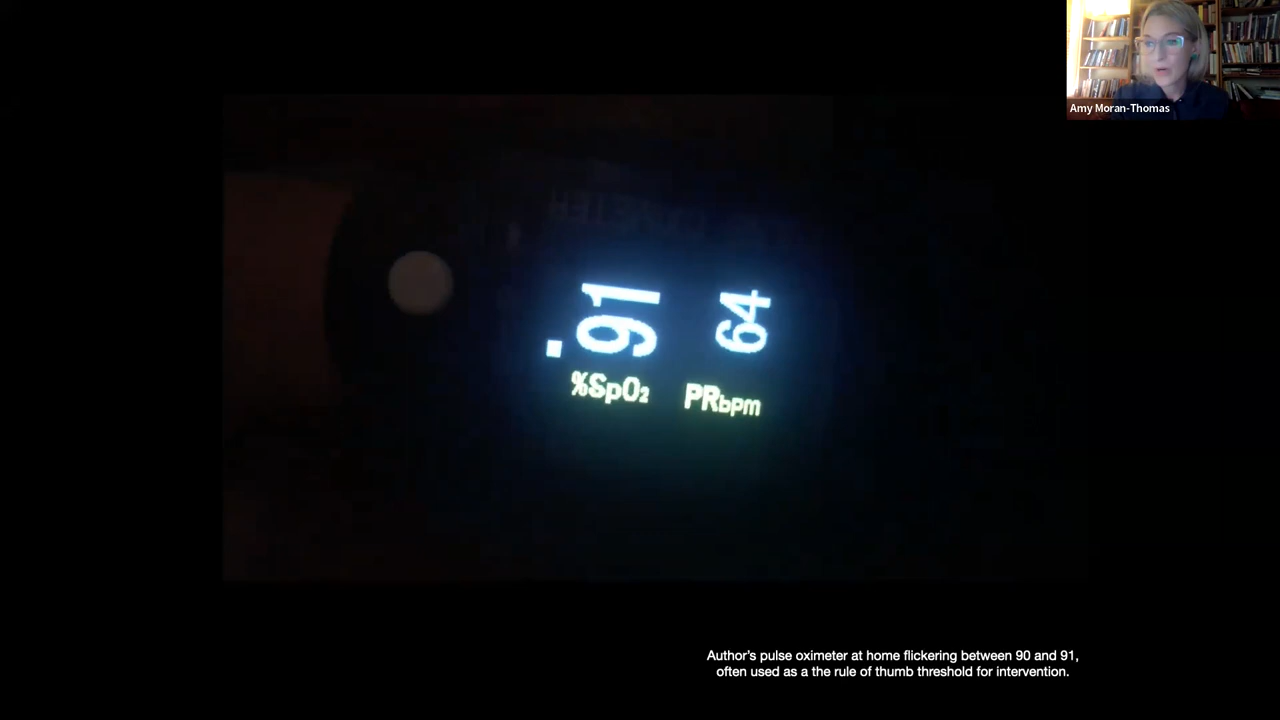 Amy Moran-Thomas
91
64
%SpO2
PRbpm
Author's pulse oximeter at home flickering between 90 and 91,
often used as a the rule of thumb threshold for intervention.